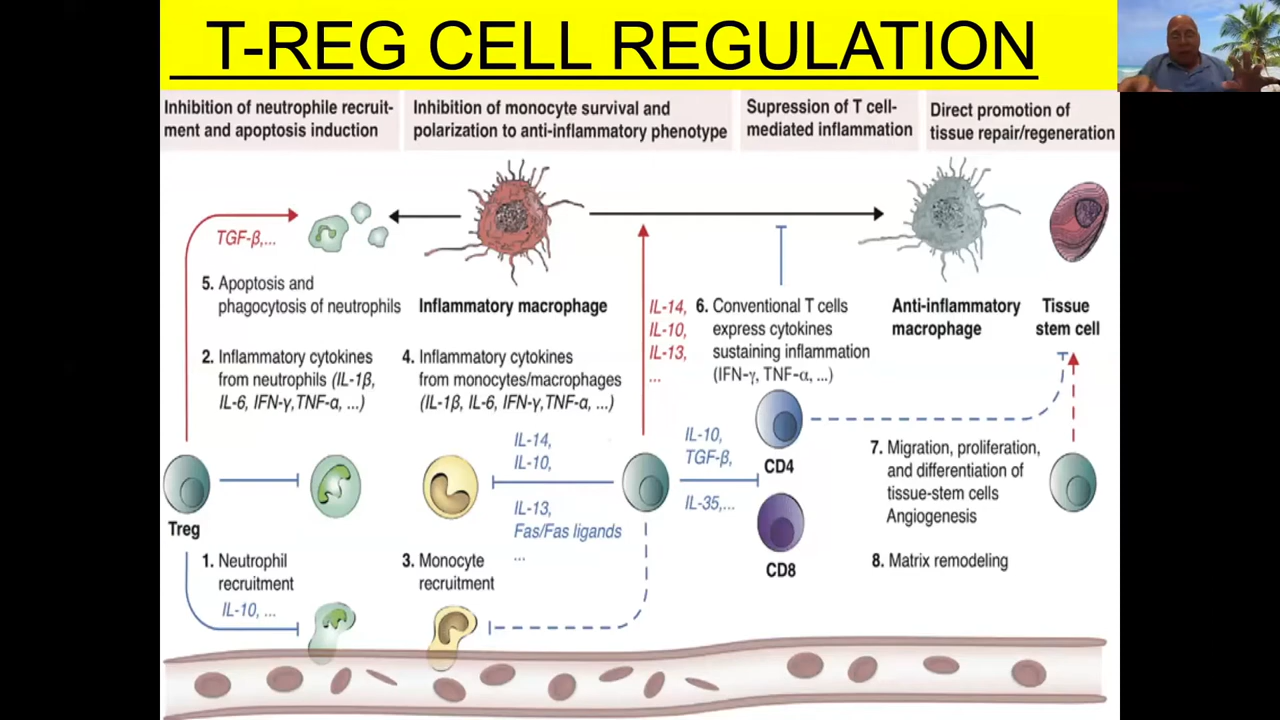 T-REG CELL REGULATION
Inhibition of neutrophile recruit-
ment and apoptosis induction
Inhibition of monocyte survival and
polarization to anti-inflammatory phenotype
Supression of T cell-
mediated inflammation
Direct promotion of
tissue repair/regeneration
TGF-β,...
5. Apoptosis and
phagocytosis of neutrophils
Inflammatory macrophage
IL-14,
IL-10,
IL-13,
...
6. Conventional T cells
express cytokines
sustaining inflammation
(IFN-γ, TNF-α, ...)
Anti-inflammatory
macrophage
Tissue
stem cell
2. Inflammatory cytokines
from neutrophils (IL-1β,
IL-6, IFN-γ,TNF-α, ...)
4. Inflammatory cytokines
from monocytes/macrophages
(IL-1β, IL-6, IFN-γ,TNF-α, ...)
Treg
IL-14,
IL-10,
IL-13,
Fas/Fas ligands
...
IL-10,
TGF-β,
IL-35,...
CD4
CD8
7. Migration, proliferation,
and differentiation of
tissue-stem cells
Angiogenesis
8. Matrix remodeling
1. Neutrophil
recruitment
IL-10, ...
3. Monocyte
recruitment